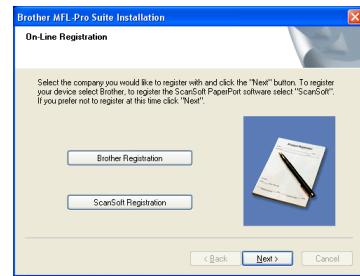 Brother MFL-Pro Suite Installation
On-Line Registration
Select the company you would like to register with and click the "Next" button. To register
your device select Brother, to register the ScanSoft PaperPort software select "ScanSoft".
If you prefer not to register at this time click "Next".
Brother Registration
ScanSoft Registration
< Back
Next >
Cancel